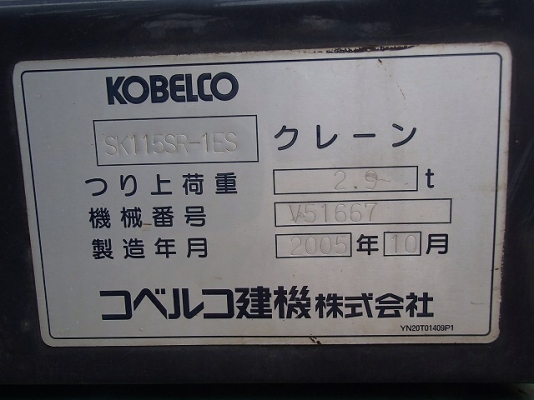 KOBELCO
SK115SR-1ES クレーン
つり上荷重 2.9 t
機械番号 V51667
製造年月 2005年10月
コベルコ建機株式会社
YN20T01409P1